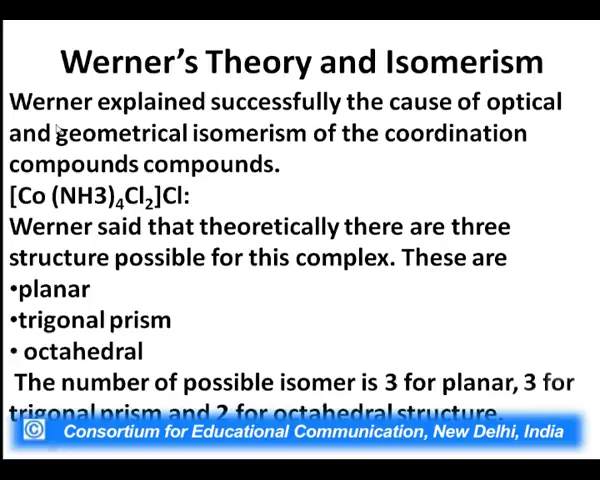 Werner's Theory and Isomerism
Werner explained successfully the cause of optical
and geometrical isomerism of the coordination
compounds compounds.
[Co (NH3)₄Cl₂]Cl:
Werner said that theoretically there are three
structure possible for this complex. These are
•planar
•trigonal prism
• octahedral
The number of possible isomer is 3 for planar, 3 for
trigonal prism and 2 for octahedral structure.
© Consortium for Educational Communication, New Delhi, India